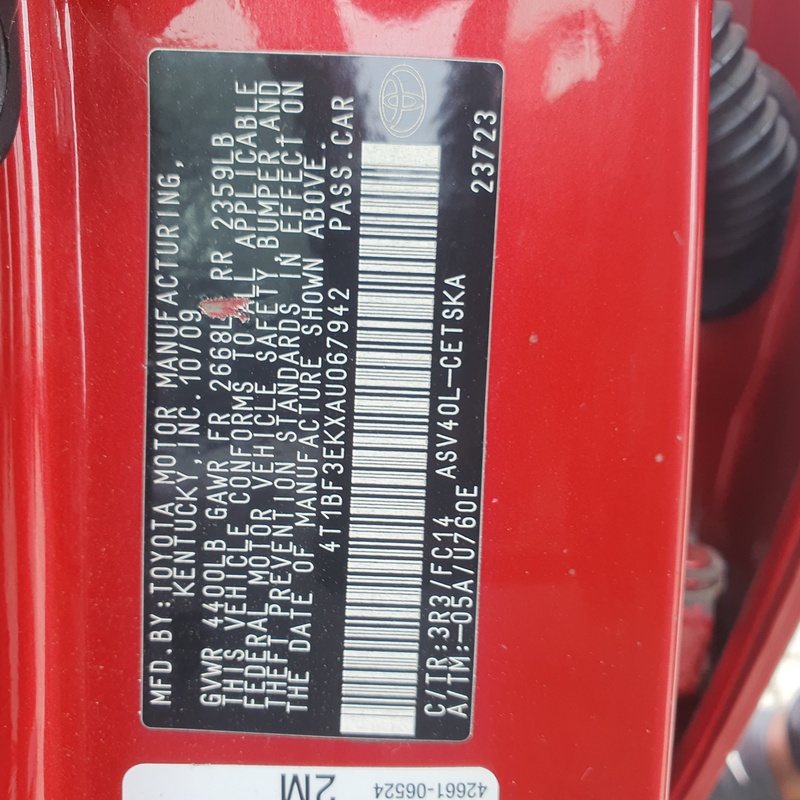 MFD.BY:TOYOTA MOTOR MANUFACTURING,
KENTUCKY,INC. 10/09
GVWR 4400LB GAWR FR 2668L RR 2359LB
THIS VEHICLE CONFORMS TO ALL APPLICABLE
FEDERAL MOTOR VEHICLE SAFETY,BUMPER,AND
THEFT PREVENTION STANDARDS IN EFFECT ON
THE DATE OF MANUFACTURE SHOWN ABOVE.
4T1BF3EKXAU067942 PASS.CAR
C/TR:3R3/FC14 ASV40L-CETSKA 23723
A/TM:-05A/U760E
2M
42661-06524